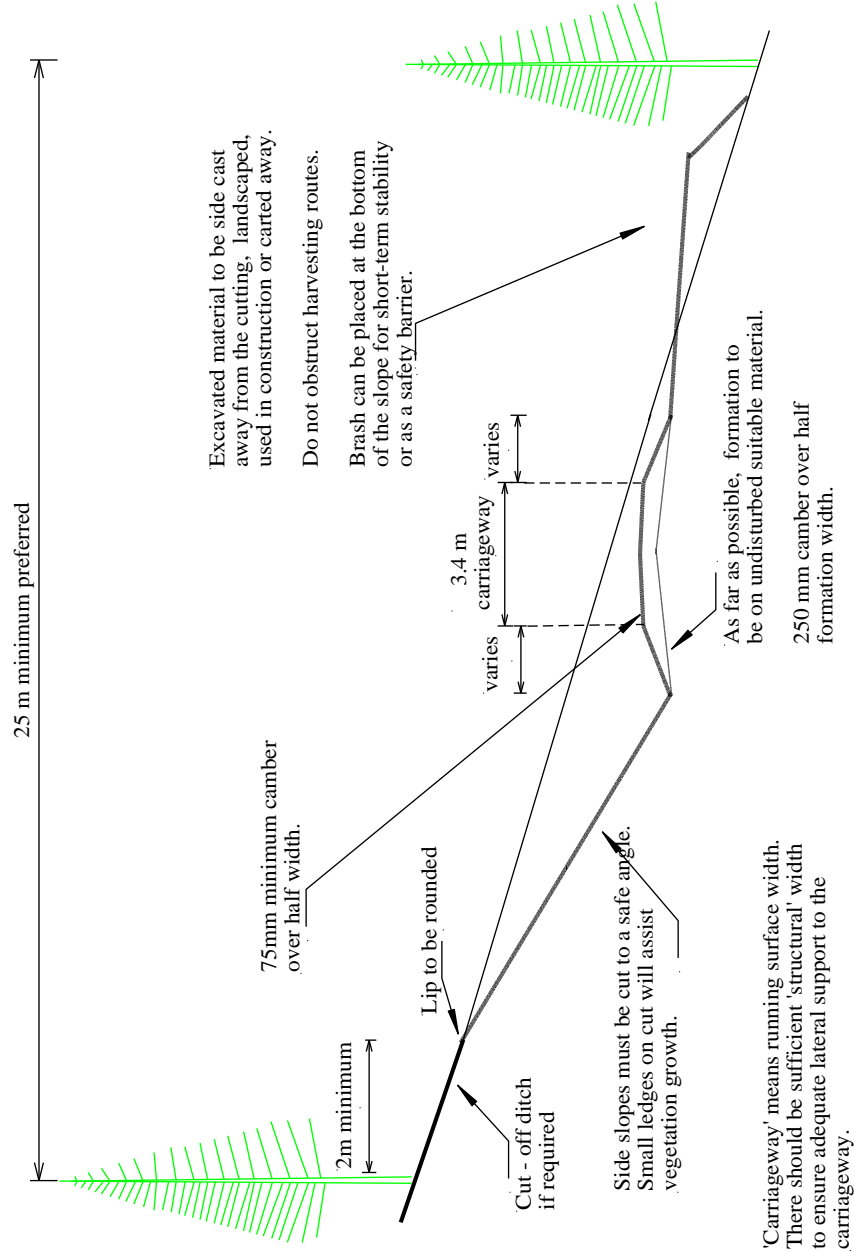 25 m minimum preferred
Excavated material to be side cast
away from the cutting, landscaped,
used in construction or carted away.
Do not obstruct harvesting routes.
Brash can be placed at the bottom
of the slope for short-term stability
or as a safety barrier.
75mm minimum camber
over half width.
2m minimum
Lip to be rounded
varies
3.4 m
carriageway
varies
Cut - off ditch
if required
Side slopes must be cut to a safe angle.
Small ledges on cut will assist
vegetation growth.
As far as possible, formation to
be on undisturbed suitable material.
250 mm camber over half
formation width.
'Carriageway' means running surface width.
There should be sufficient 'structural' width
to ensure adequate lateral support to the
carriageway.